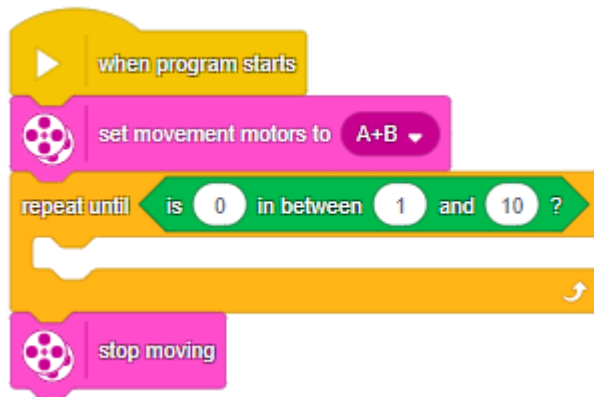 when program starts
set movement motors to A+B
repeat until is 0 in between 1 and 10 ?
stop moving